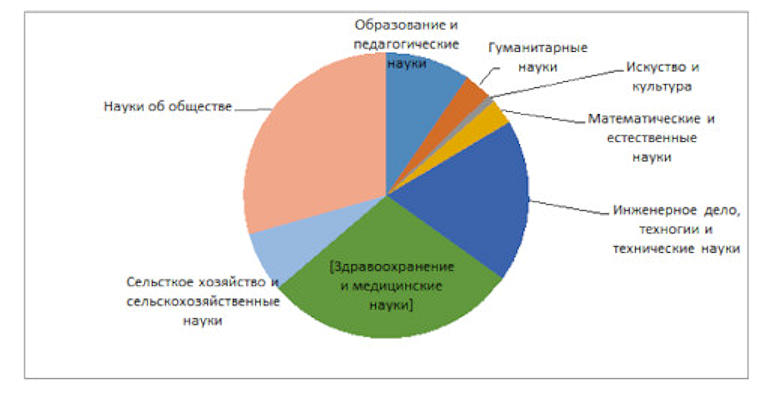 Образование и
педагогические
науки
Гуманитарные
науки
Искуство и
культура
Математические и
естественные
науки
Инженерное дело,
техногии и
технические науки
[Здравоохранение
и медицинские
науки]
Сельсткое хозяйство и
сельскохозяйственные
науки
Науки об обществе